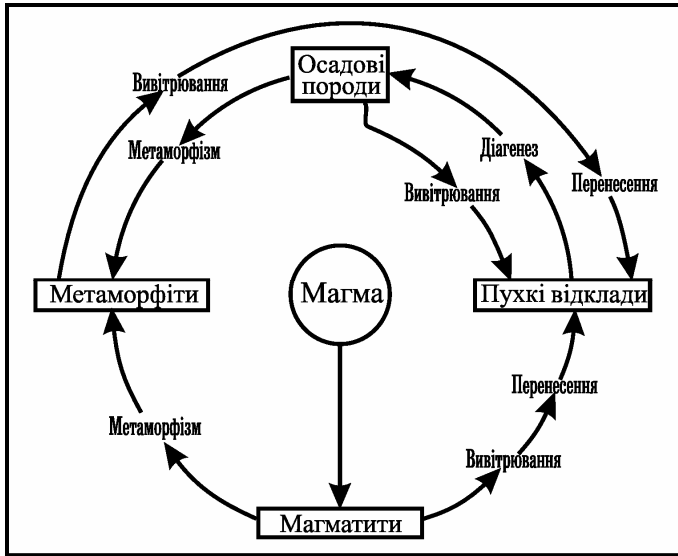 Осадові
породи
Вивітрювання
Метаморфізм
Діагенез
Вивітрювання
Перенесення
Метаморфіти
Магма
Пухкі відклади
Перенесення
Метаморфізм
Вивітрювання
Магматити